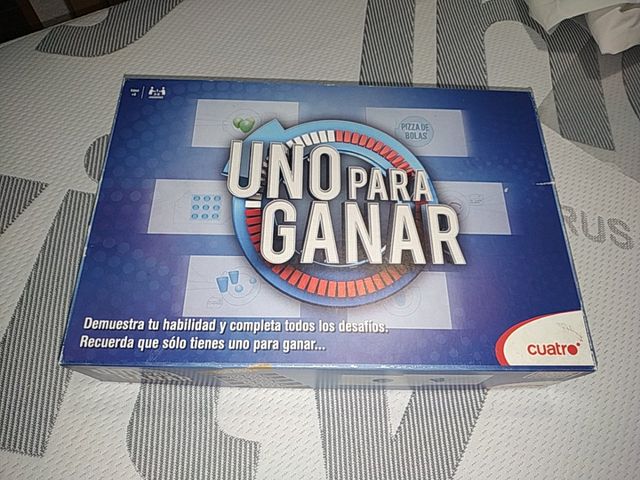 PIZZA DE
BOLAS
UNO PARA
GANAR
Demuestra tu habilidad y completa todos los desafíos.
Recuerda que sólo tienes uno para ganar...
cuatro
RUS